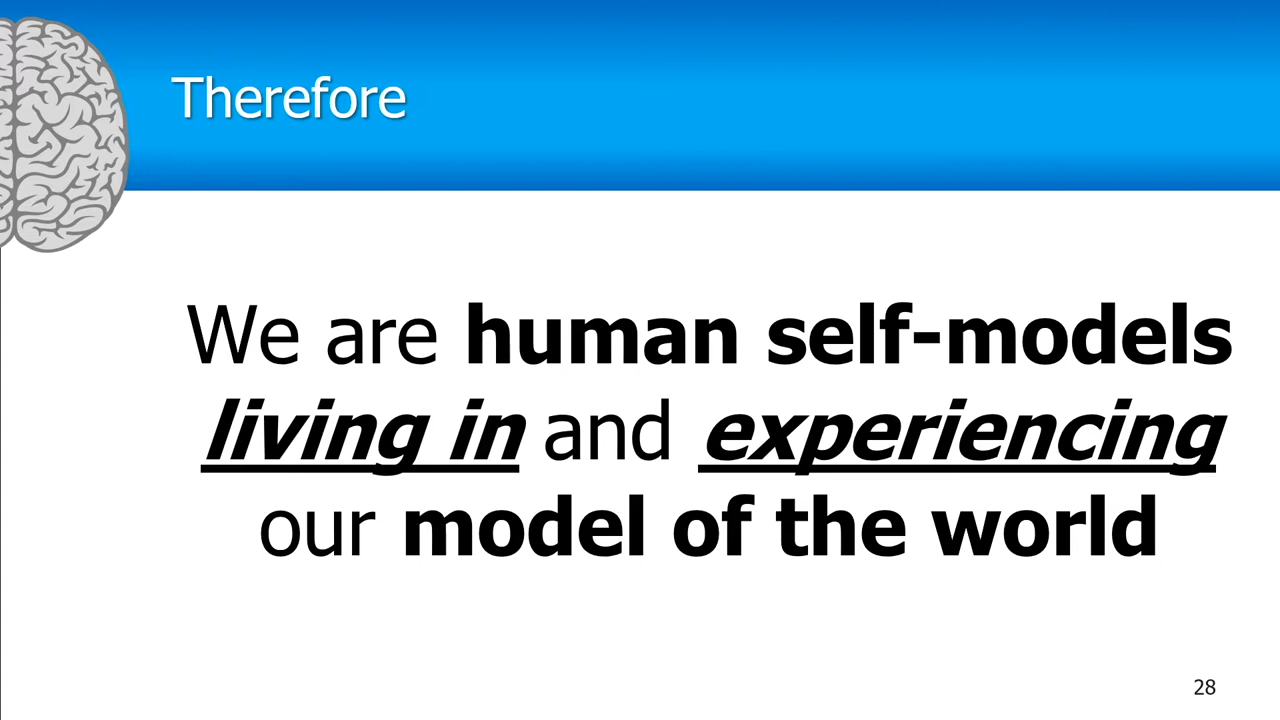 Therefore
We are human self-models
living in and experiencing
our model of the world
28